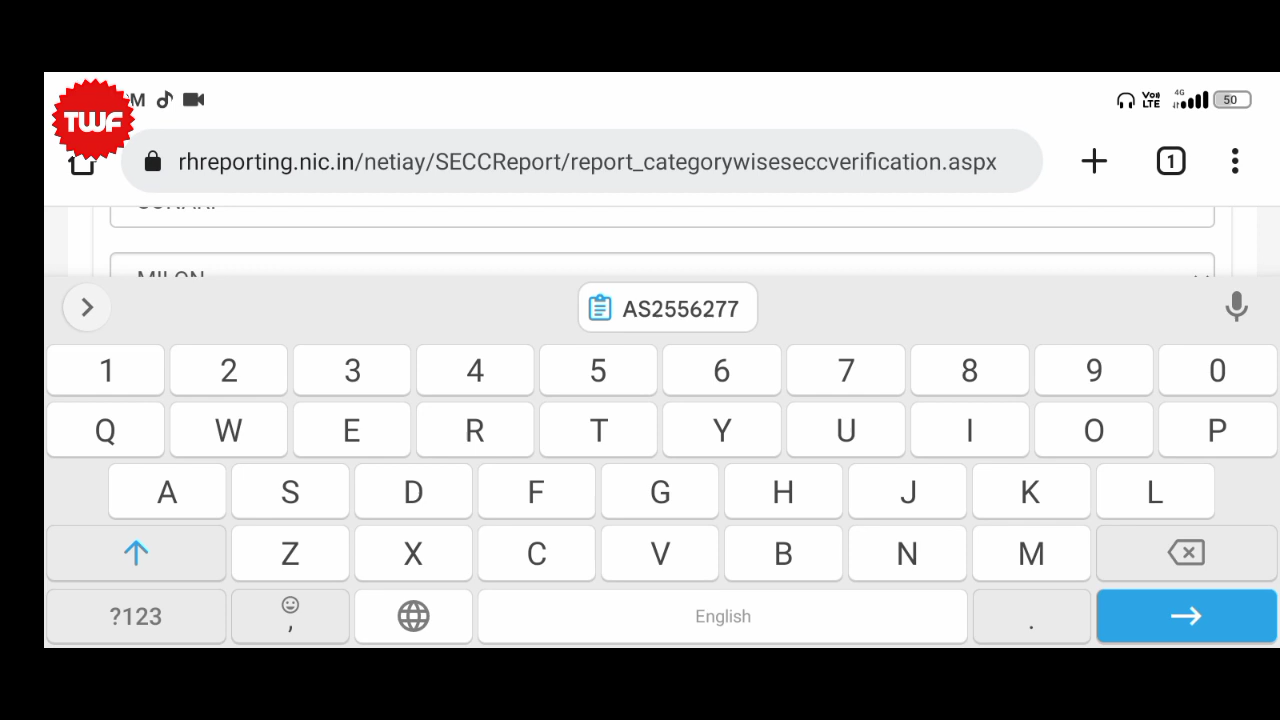 M
TWF
Vo LTE 4G 50
rhreporting.nic.in/netiay/SECCReport/report_categorywiseseccverification.aspx
1
MILON
AS2556277
1 2 3 4 5 6 7 8 9 0
Q W E R T Y U I O P
A S D F G H J K L
Z X C V B N M
?123 , English .